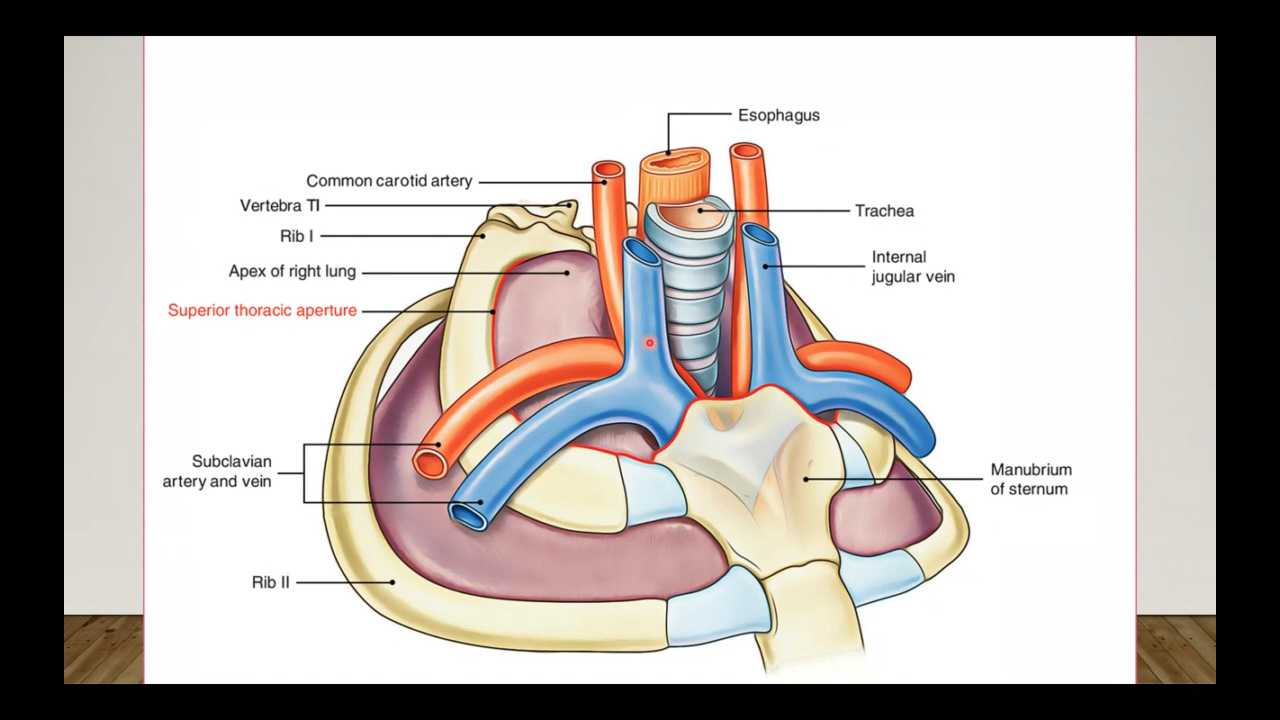 Esophagus
Common carotid artery
Vertebra TI
Rib I
Apex of right lung
Superior thoracic aperture
Trachea
Internal
jugular vein
Subclavian
artery and vein
Manubrium
of sternum
Rib II